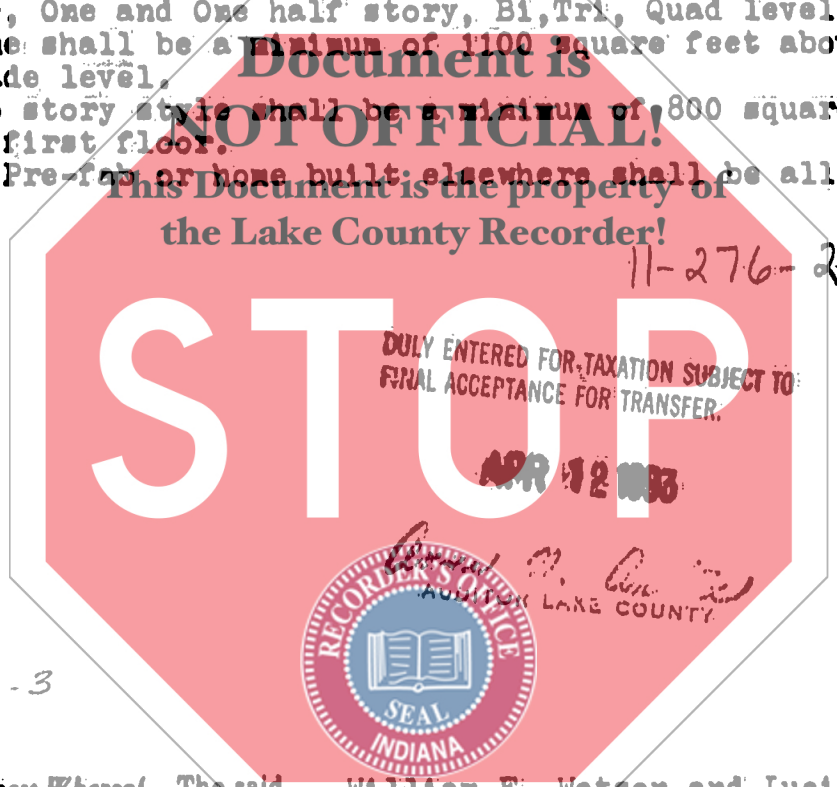 , One and One half story, Bi,Tri, Quad level
shall be a minimum of 1100 square feet abo
Document is
de level.
story style shall be a minimum of 800 squar
NOT OFFICIAL!
first floor.
Pre-fab or home built elsewhere shall be all
This Document is the property of
the Lake County Recorder!
11-276-2
STOP
DULY ENTERED FOR TAXATION SUBJECT TO
FINAL ACCEPTANCE FOR TRANSFER.
APR 12 1993
AUDITOR LAKE COUNTY
RECORDER'S OFFICE
SEAL
INDIANA
-3
The said William E. Watson and